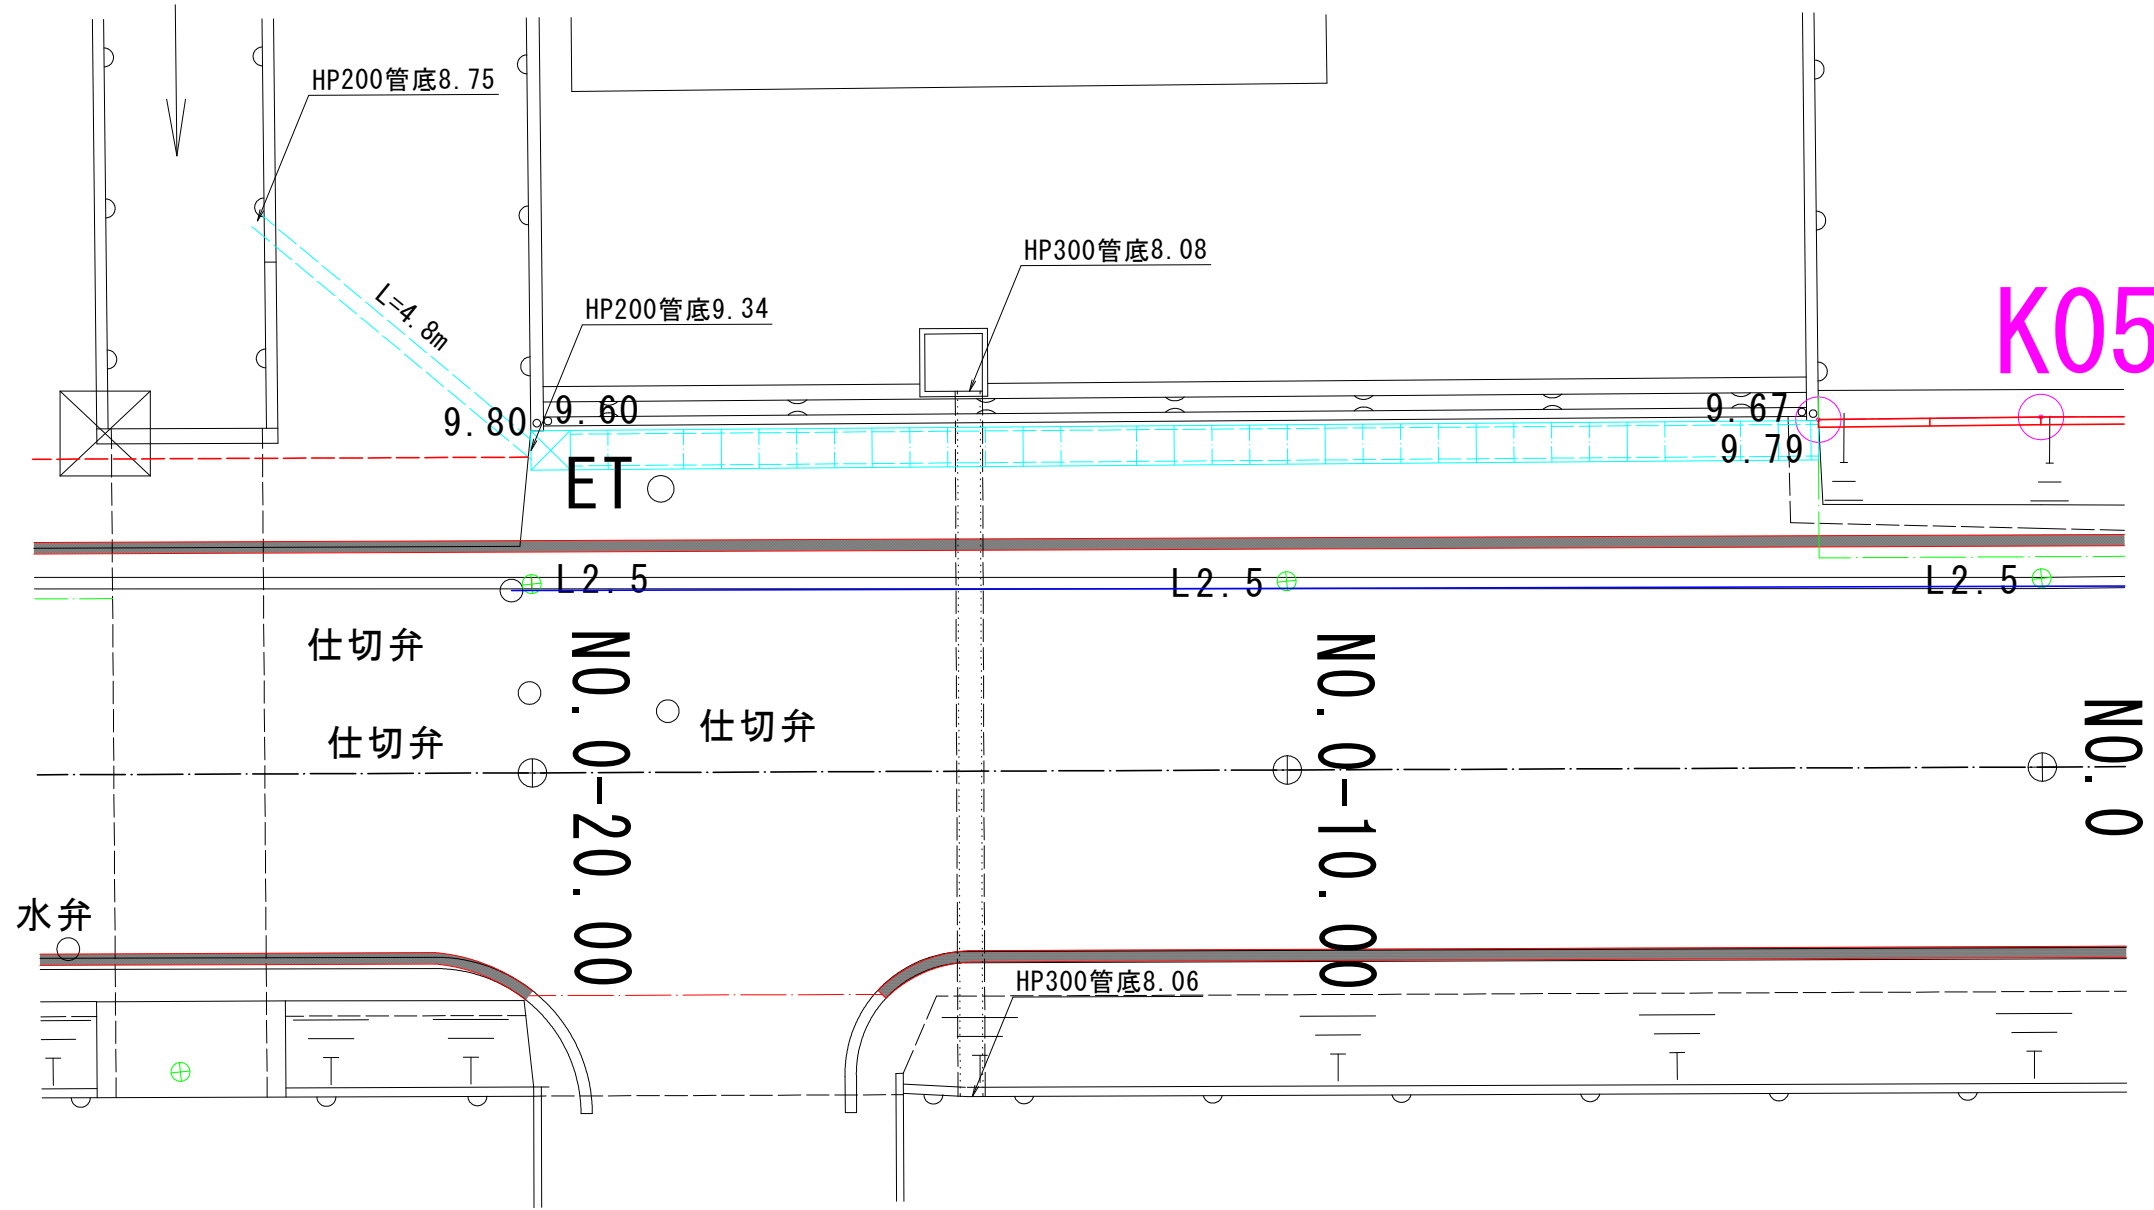 HP200管底8.75
HP300管底8.08
L=4.8m
HP200管底9.34
K05
9.80
9.60
9.67
9.79
ET
L2.5
L2.5
L2.5
仕切弁
仕切弁
仕切弁
NO.0-20.00
NO.0-10.00
NO.0
水弁
HP300管底8.06